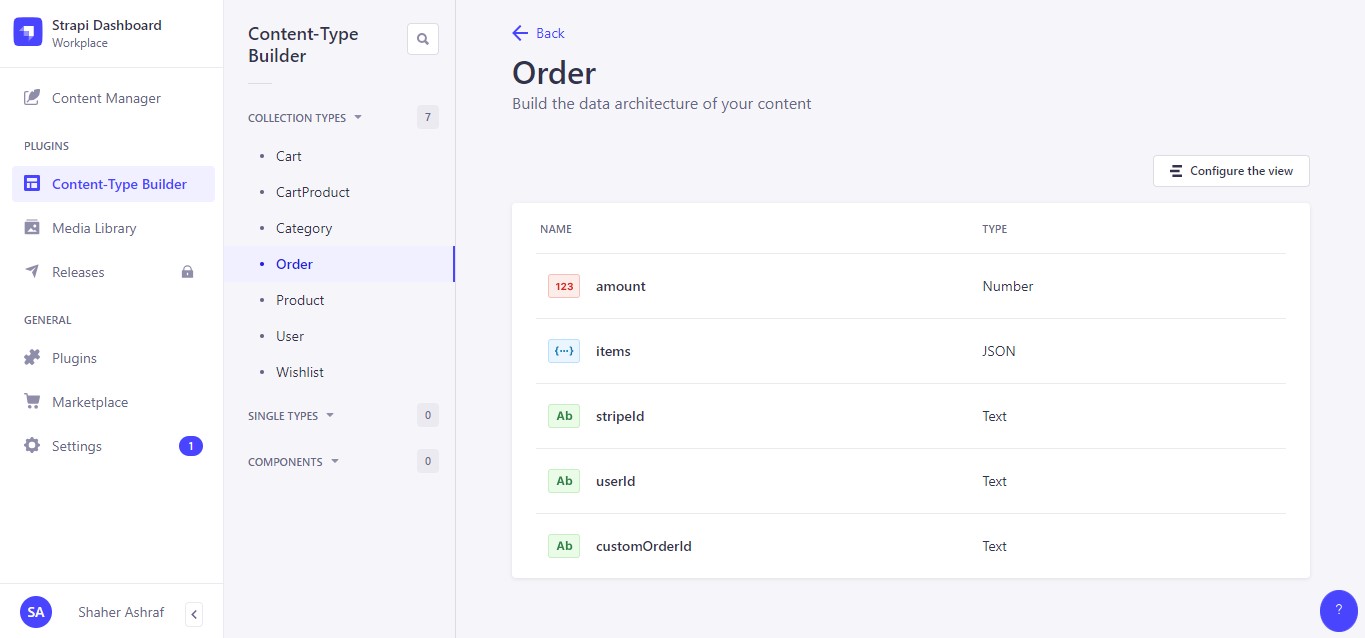 Strapi Dashboard
Workplace
Content Manager
PLUGINS
Content-Type Builder
Media Library
Releases
GENERAL
Plugins
Marketplace
Settings
1
SA
Shaher Ashraf
Content-Type
Builder
COLLECTION TYPES
7
Cart
CartProduct
Category
Order
Product
User
Wishlist
SINGLE TYPES
0
COMPONENTS
0
Back
Order
Build the data architecture of your content
Configure the view
NAME TYPE
123 amount Number
{···} items JSON
Ab stripeId Text
Ab userId Text
Ab customOrderId Text
?